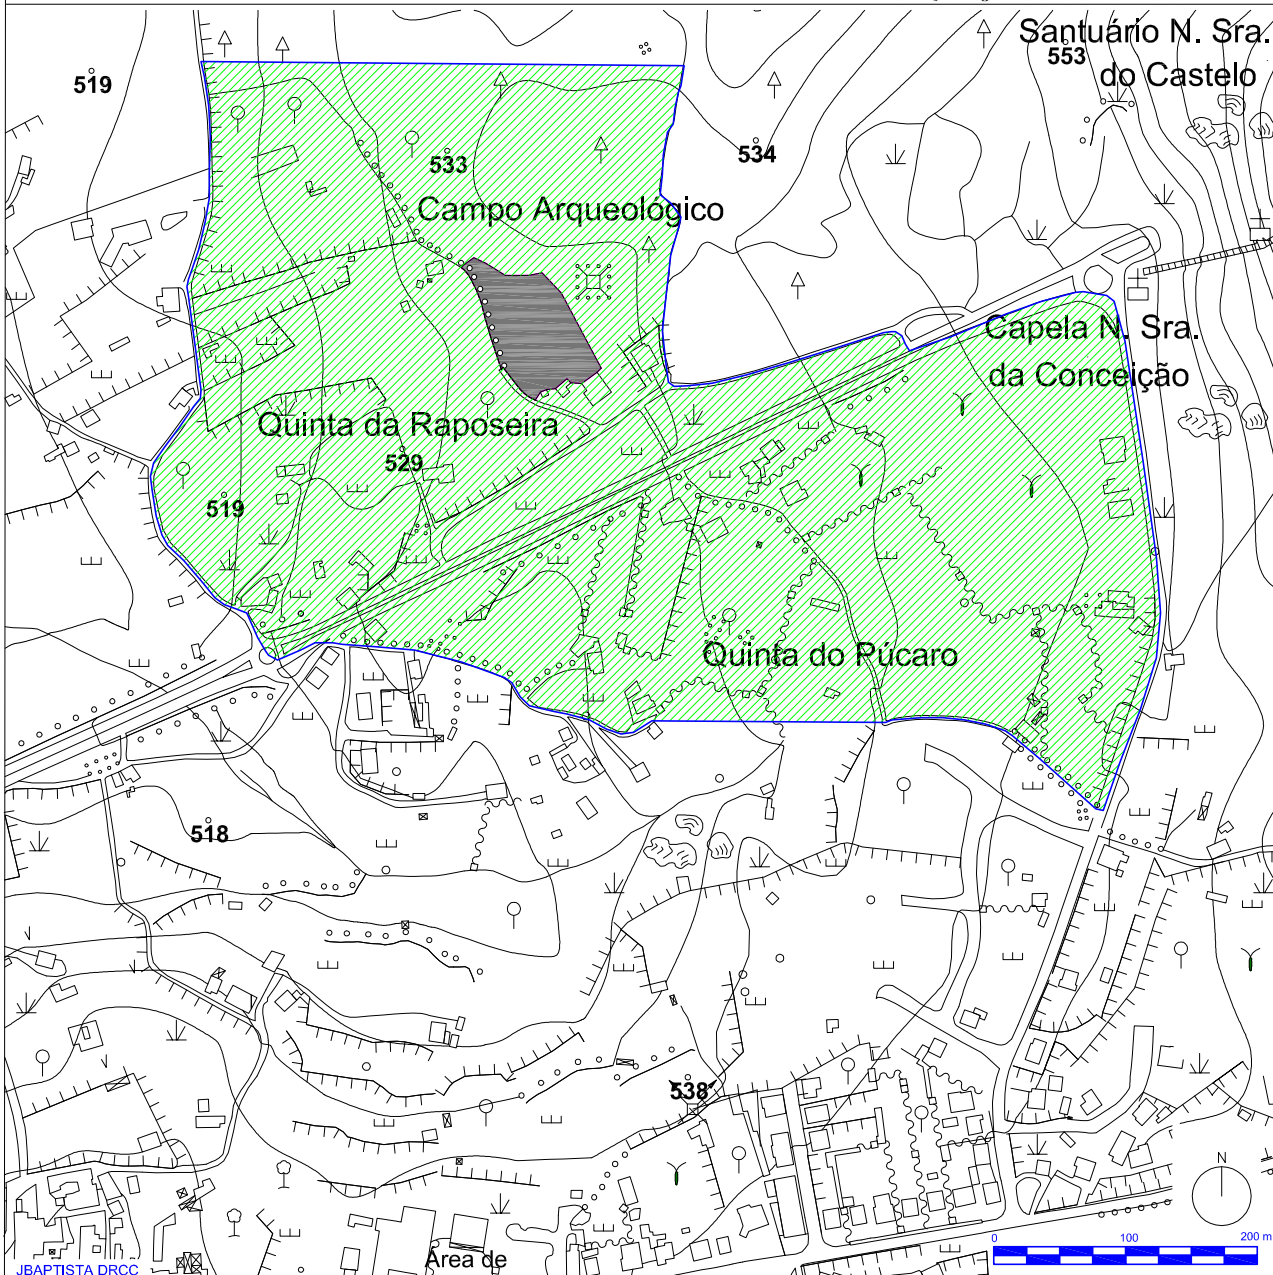 Santuário N. Sra.
553
do Castelo
519
534
533
Campo Arqueológico
Capela N. Sra.
da Conceição
Quinta da Raposeira
529
519
Quinta do Púcaro
518
538
N
0 100 200 m
Área de
JBAPTISTA DRCC